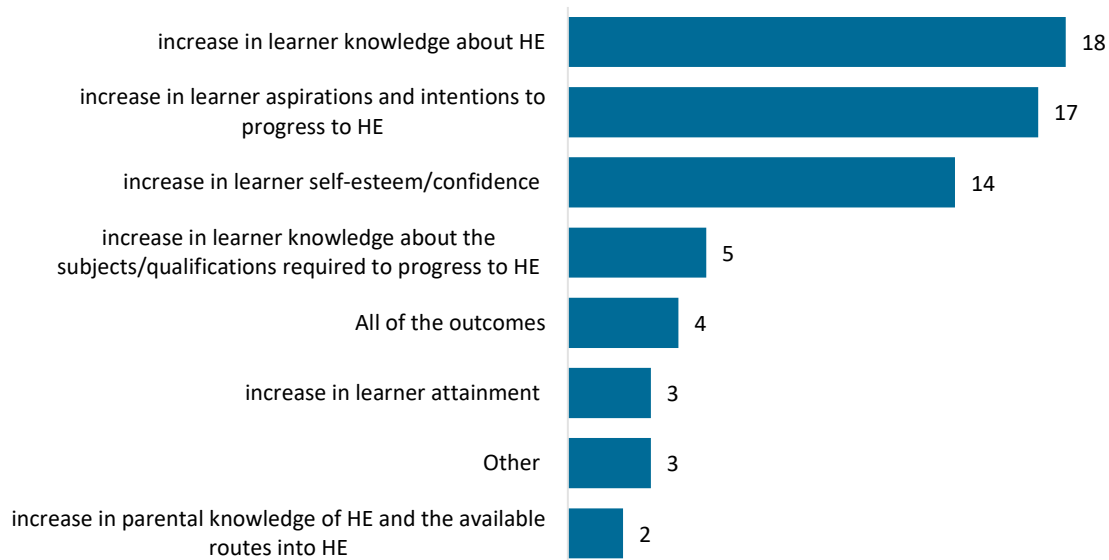 increase in learner knowledge about HE 18
increase in learner aspirations and intentions to
progress to HE 17
increase in learner self-esteem/confidence 14
increase in learner knowledge about the
subjects/qualifications required to progress to HE 5
All of the outcomes 4
increase in learner attainment 3
Other 3
increase in parental knowledge of HE and the available
routes into HE 2